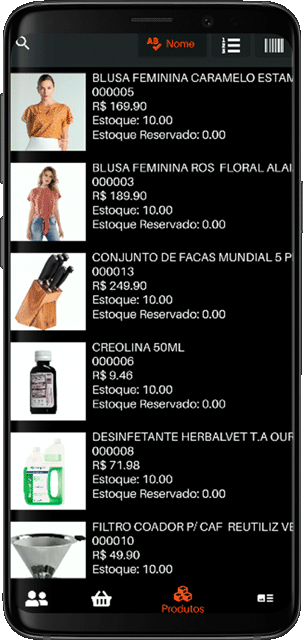 AB Nome
BLUSA FEMININA CARAMELO ESTAM
000005
R$ 169.90
Estoque: 10.00
Estoque Reservado: 0.00
BLUSA FEMININA ROS FLORAL ALAI
000003
R$ 189.90
Estoque: 10.00
Estoque Reservado: 0.00
CONJUNTO DE FACAS MUNDIAL 5 P
000013
R$ 249.90
Estoque: 10.00
Estoque Reservado: 0.00
CREOLINA 50ML
000006
R$ 9.46
Estoque: 10.00
Estoque Reservado: 0.00
DESINFETANTE HERBALVET T.A OUR
000008
R$ 71.98
Estoque: 10.00
Estoque Reservado: 0.00
FILTRO COADOR P/ CAF REUTILIZ VE
000010
R$ 49.90
Estoque: 10.00
Produtos